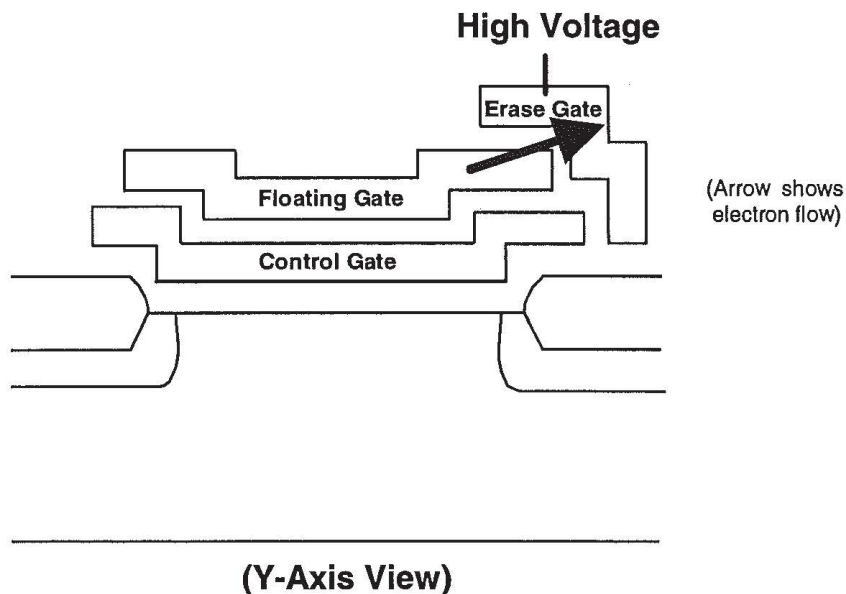 High Voltage
Erase Gate
Floating Gate
(Arrow shows
electron flow)
Control Gate
(Y-Axis View)